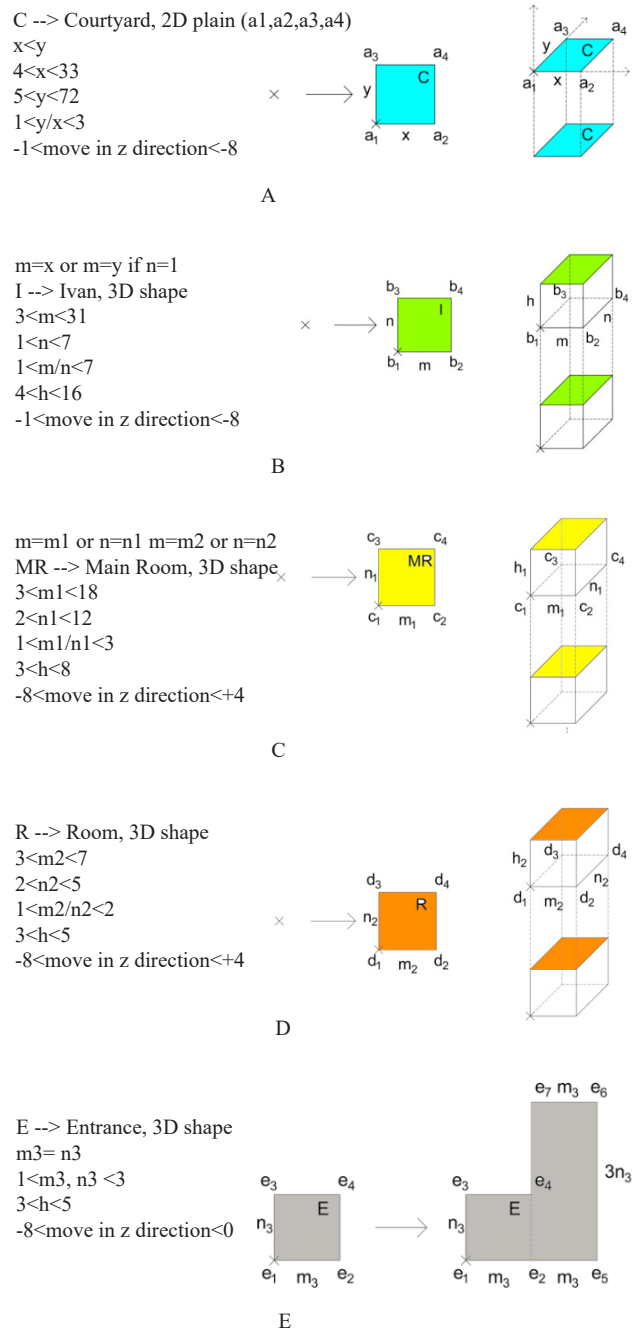 C --> Courtyard, 2D plain (a1,a2,a3,a4)
x<y
4<x<33
5<y<72
1<y/x<3
-1<move in z direction<-8
a3 a4
y C
a1 x a2
a3 a4
y C
a1 x a2
C
A
m=x or m=y if n=1
I --> Ivan, 3D shape
3<m<31
1<n<7
1<m/n<7
4<h<16
-1<move in z direction<-8
b3 b4
n I
b1 m b2
h b3 b4
n
b1 m b2
B
m=m1 or n=n1 m=m2 or n=n2
MR --> Main Room, 3D shape
3<m1<18
2<n1<12
1<m1/n1<3
3<h<8
-8<move in z direction<+4
c3 c4
n1 MR
c1 m1 c2
h1 c3 c4
n1
c1 m1 c2
C
R --> Room, 3D shape
3<m2<7
2<n2<5
1<m2/n2<2
3<h<5
-8<move in z direction<+4
d3 d4
n2 R
d1 m2 d2
h2 d3 d4
n2
d1 m2 d2
D
E --> Entrance, 3D shape
m3= n3
1<m3, n3 <3
3<h<5
-8<move in z direction<0
e3 e4
n3 E
e1 m3 e2
e7 m3 e6
e3 e4 3n3
n3 E
e1 m3 e2 m3 e5
E